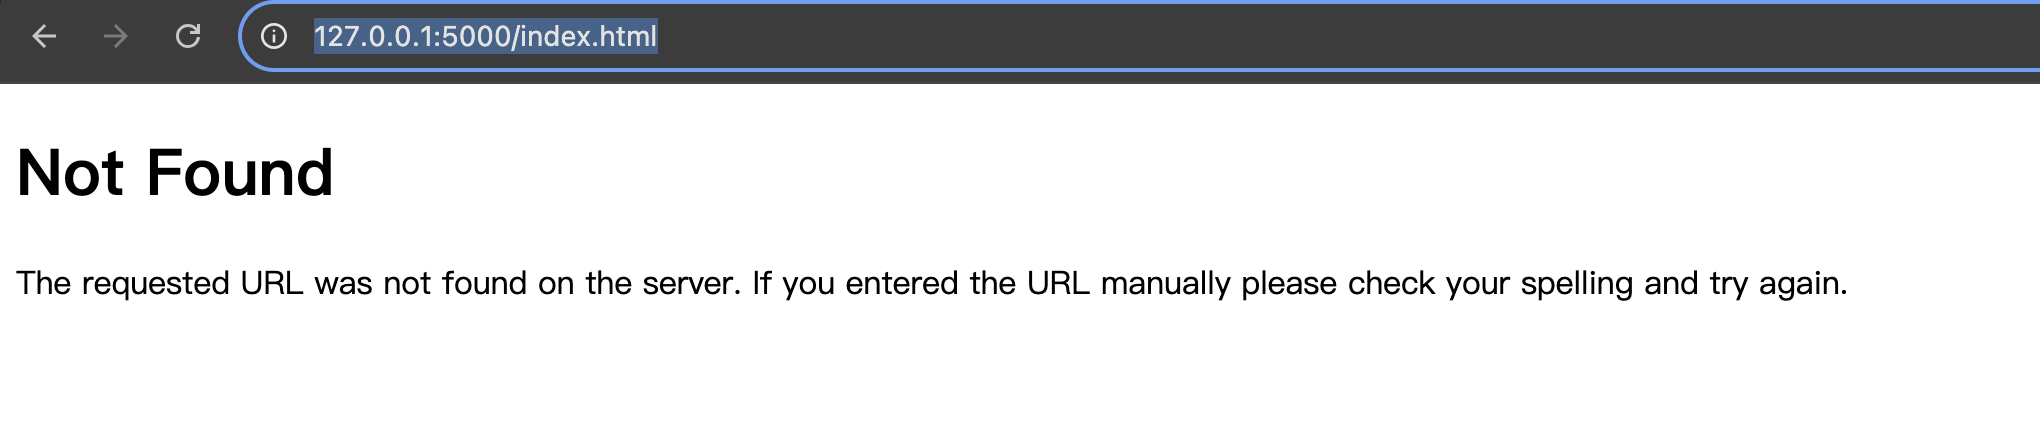 127.0.0.1:5000/index.html
Not Found
The requested URL was not found on the server. If you entered the URL manually please check your spelling and try again.